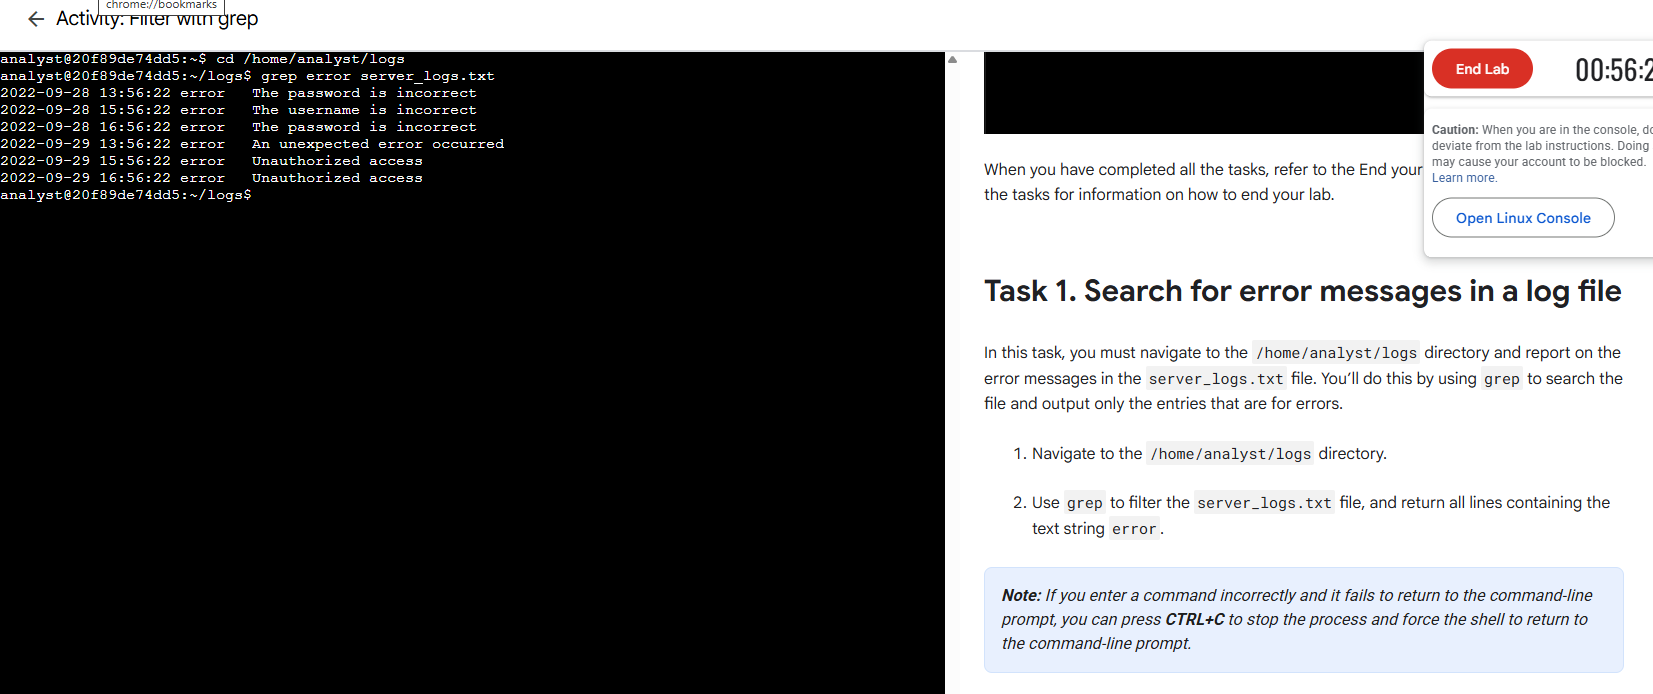 chrome://bookmarks
Activity: Filter with grep
analyst@20f89de74dd5:~$ cd /home/analyst/logs
analyst@20f89de74dd5:~/logs$ grep error server_logs.txt
2022-09-28 13:56:22 error   The password is incorrect
2022-09-28 15:56:22 error   The username is incorrect
2022-09-28 16:56:22 error   The password is incorrect
2022-09-29 13:56:22 error   An unexpected error occurred
2022-09-29 15:56:22 error   Unauthorized access
2022-09-29 16:56:22 error   Unauthorized access
analyst@20f89de74dd5:~/logs$
When you have completed all the tasks, refer to the End your
the tasks for information on how to end your lab.
Task 1. Search for error messages in a log file
In this task, you must navigate to the /home/analyst/logs directory and report on the
error messages in the server_logs.txt file. You’ll do this by using grep to search the
file and output only the entries that are for errors.
1. Navigate to the /home/analyst/logs directory.
2. Use grep to filter the server_logs.txt file, and return all lines containing the
text string error.
Note: If you enter a command incorrectly and it fails to return to the command-line
prompt, you can press CTRL+C to stop the process and force the shell to return to
the command-line prompt.
End Lab
00:56:2
Caution: When you are in the console, do
deviate from the lab instructions. Doing
may cause your account to be blocked.
Learn more.
Open Linux Console